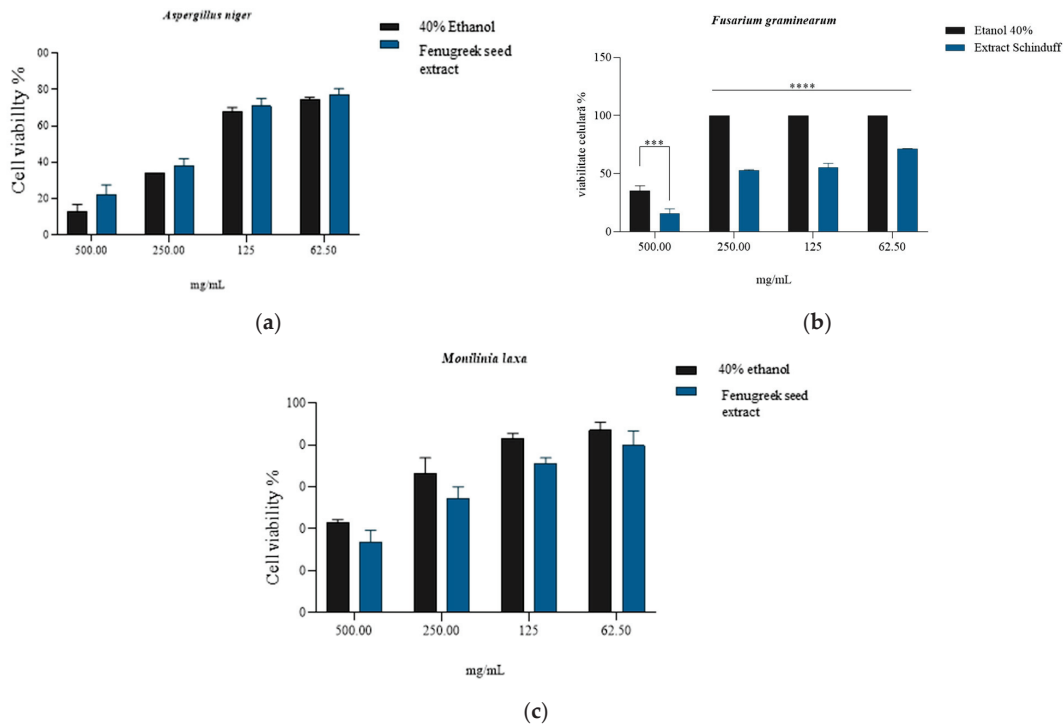 Aspergillus niger
40% Ethanol
Fenugreek seed
extract
Cell viabillty %
00
80
60
40
20
0
500.00 250.00 125 62.50
mg/mL
(a)
Fusarium graminearum
Etanol 40%
Extract Schinduff
viabilitate celulară %
150
100
50
0
***
****
500.00 250.00 125 62.50
mg/mL
(b)
Monilinia laxa
40% ethanol
Fenugreek seed
extract
Cell viability %
100
0
0
0
0
0
500.00 250.00 125 62.50
mg/mL
(c)